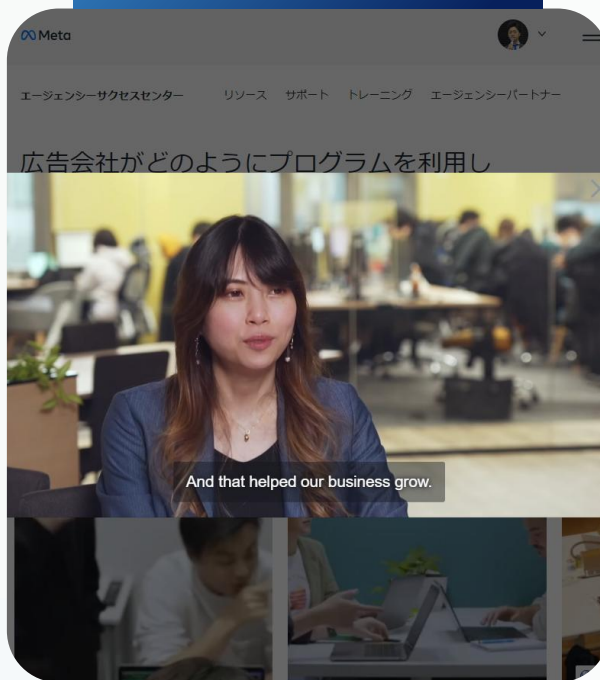 Meta
エージェンシーサクセスセンター リソース サポート トレーニング エージェンシーパートナー
広告会社がどのようにプログラムを利用し
And that helped our business grow.